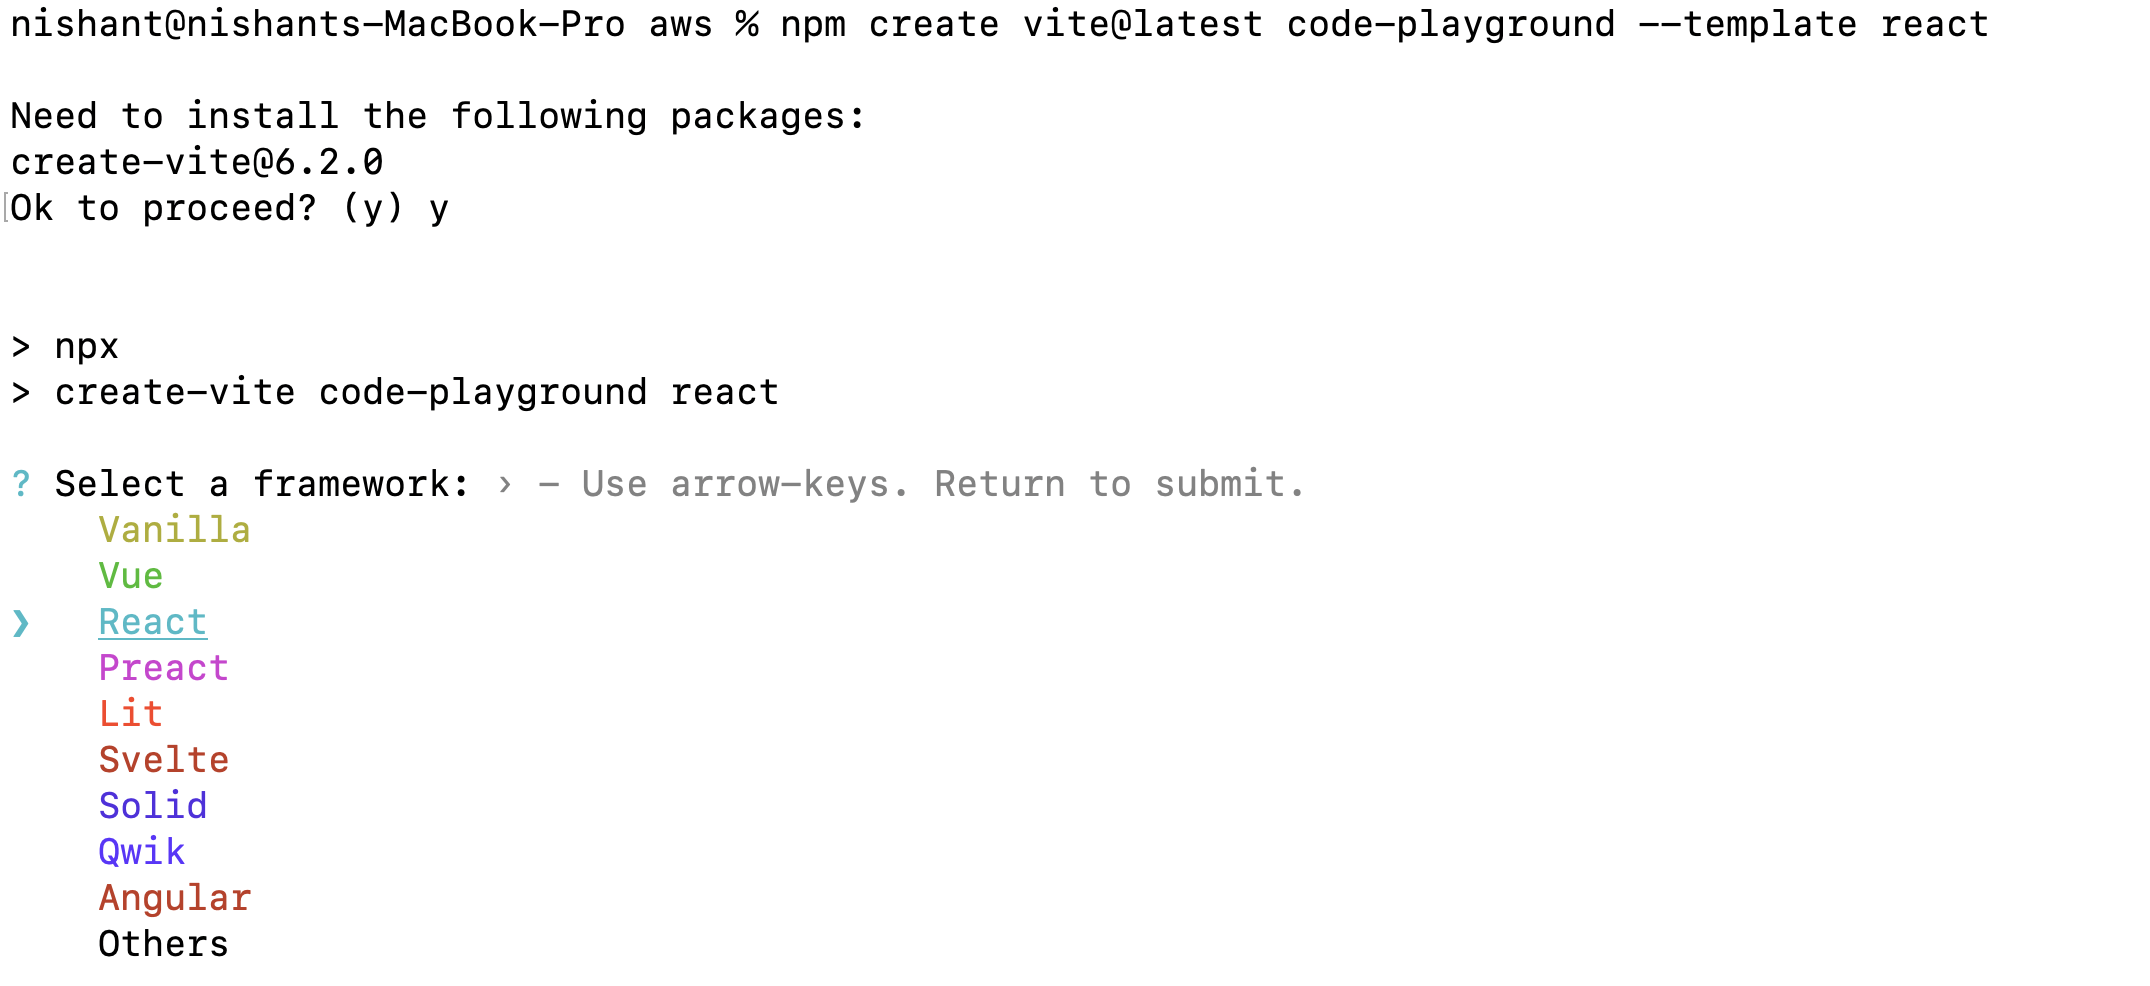 nishant@nishants-MacBook-Pro aws % npm create vite@latest code-playground --template react
Need to install the following packages:
create-vite@6.2.0
Ok to proceed? (y) y
> npx
> create-vite code-playground react
? Select a framework: › - Use arrow-keys. Return to submit.
Vanilla
Vue
❯ React
Preact
Lit
Svelte
Solid
Qwik
Angular
Others